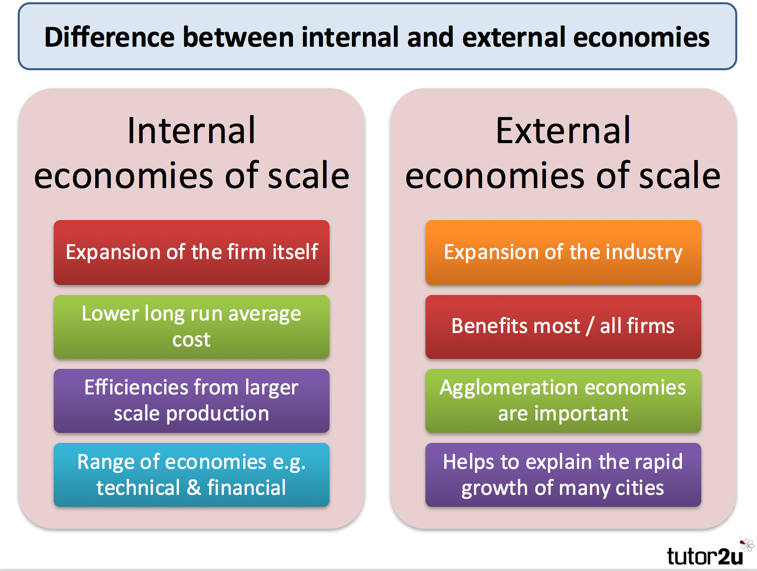 Difference between internal and external economies
Internal
economies of scale
Expansion of the firm itself
Lower long run average
cost
Efficiencies from larger
scale production
Range of economies e.g.
technical & financial
External
economies of scale
Expansion of the industry
Benefits most / all firms
Agglomeration economies
are important
Helps to explain the rapid
growth of many cities
tutor2u